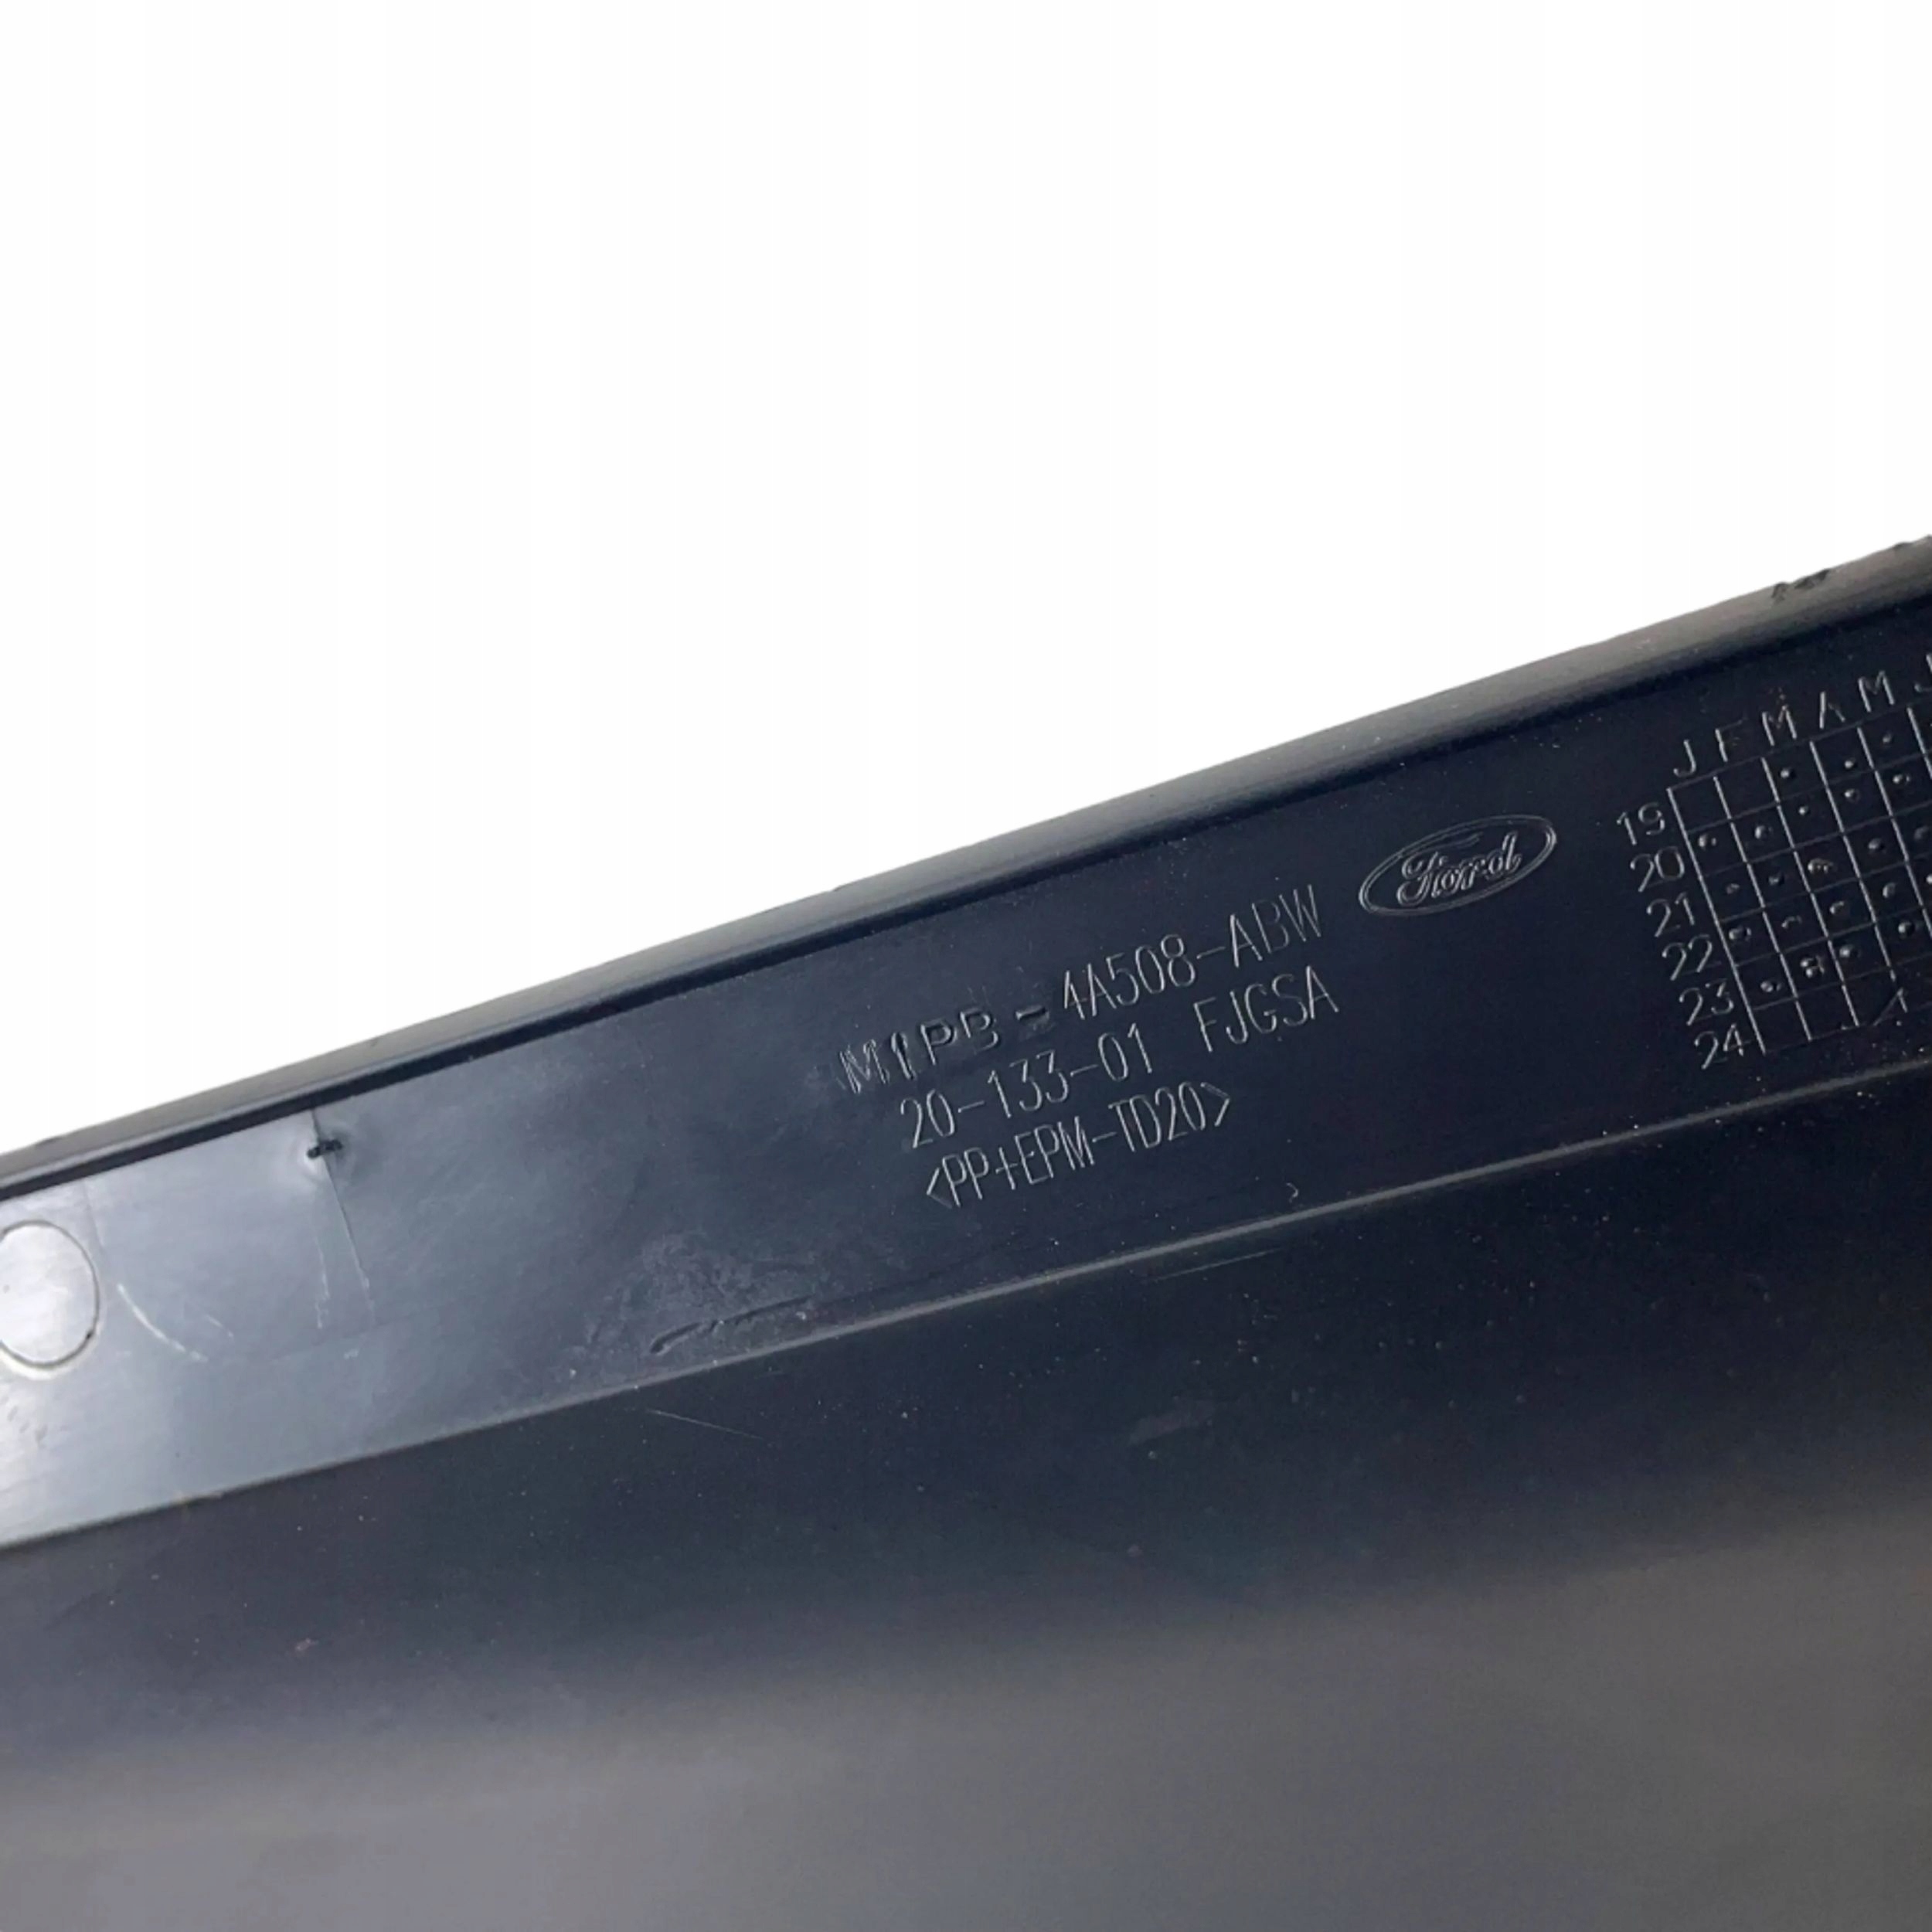 M1PB-4A508-ABW
20-133-01 FJGSA
<PP+EPM-TD20>
Ford
J F M A M J
19
20
21
22
23
24